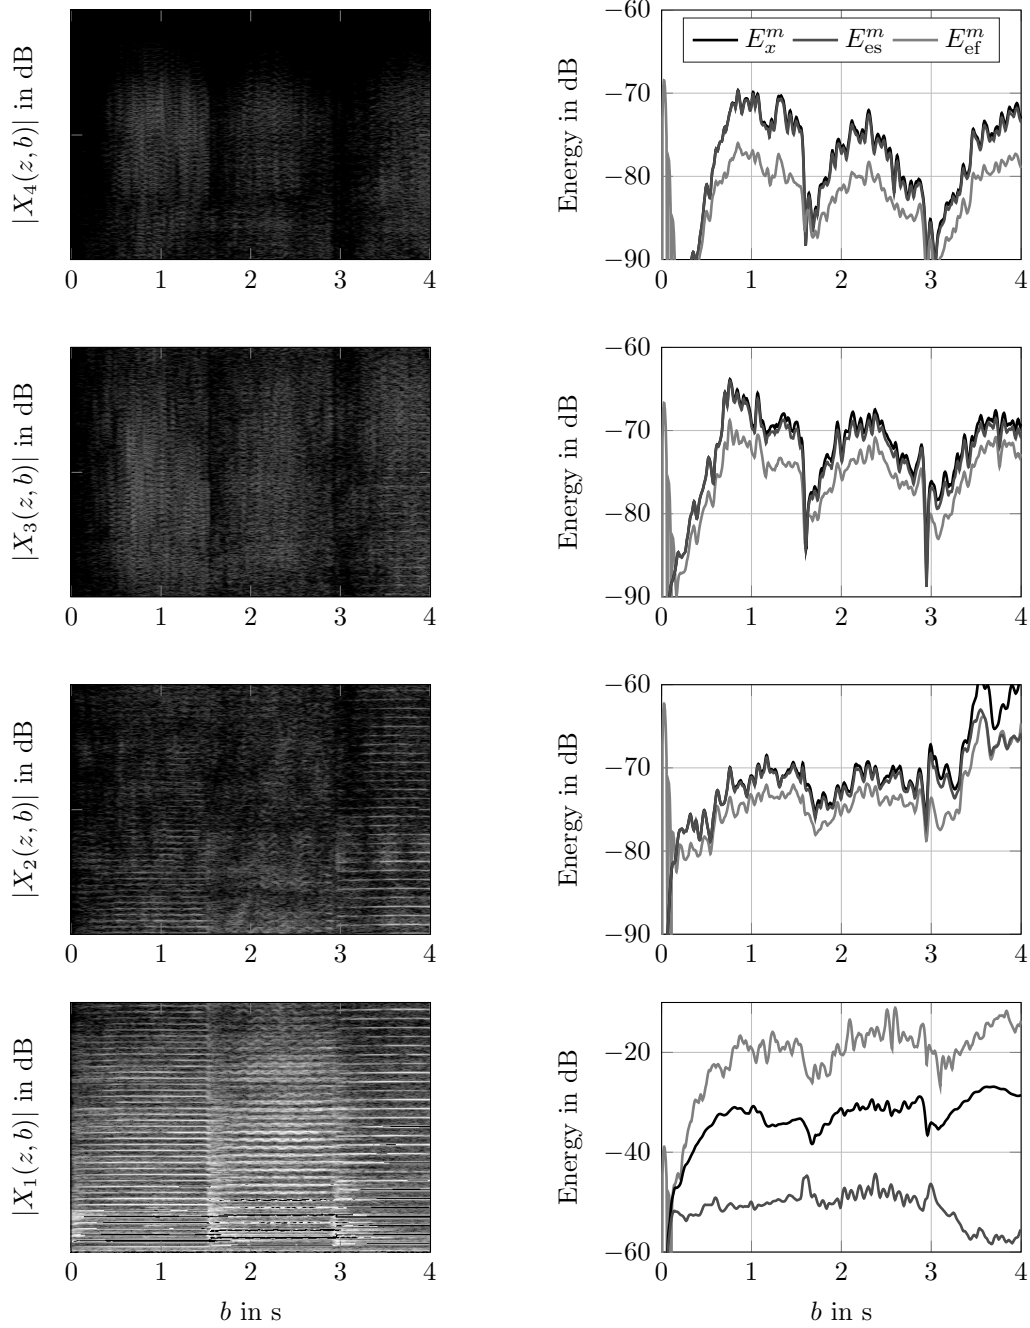 |X₄(z, b)| in dB
0 1 2 3 4
Energy in dB
−60
−70
−80
−90
E_x^m E_es^m E_ef^m
0 1 2 3 4
|X₃(z, b)| in dB
0 1 2 3 4
Energy in dB
−60
−70
−80
−90
0 1 2 3 4
|X₂(z, b)| in dB
0 1 2 3 4
Energy in dB
−60
−70
−80
−90
0 1 2 3 4
|X₁(z, b)| in dB
0 1 2 3 4
b in s
Energy in dB
−20
−40
−60
0 1 2 3 4
b in s